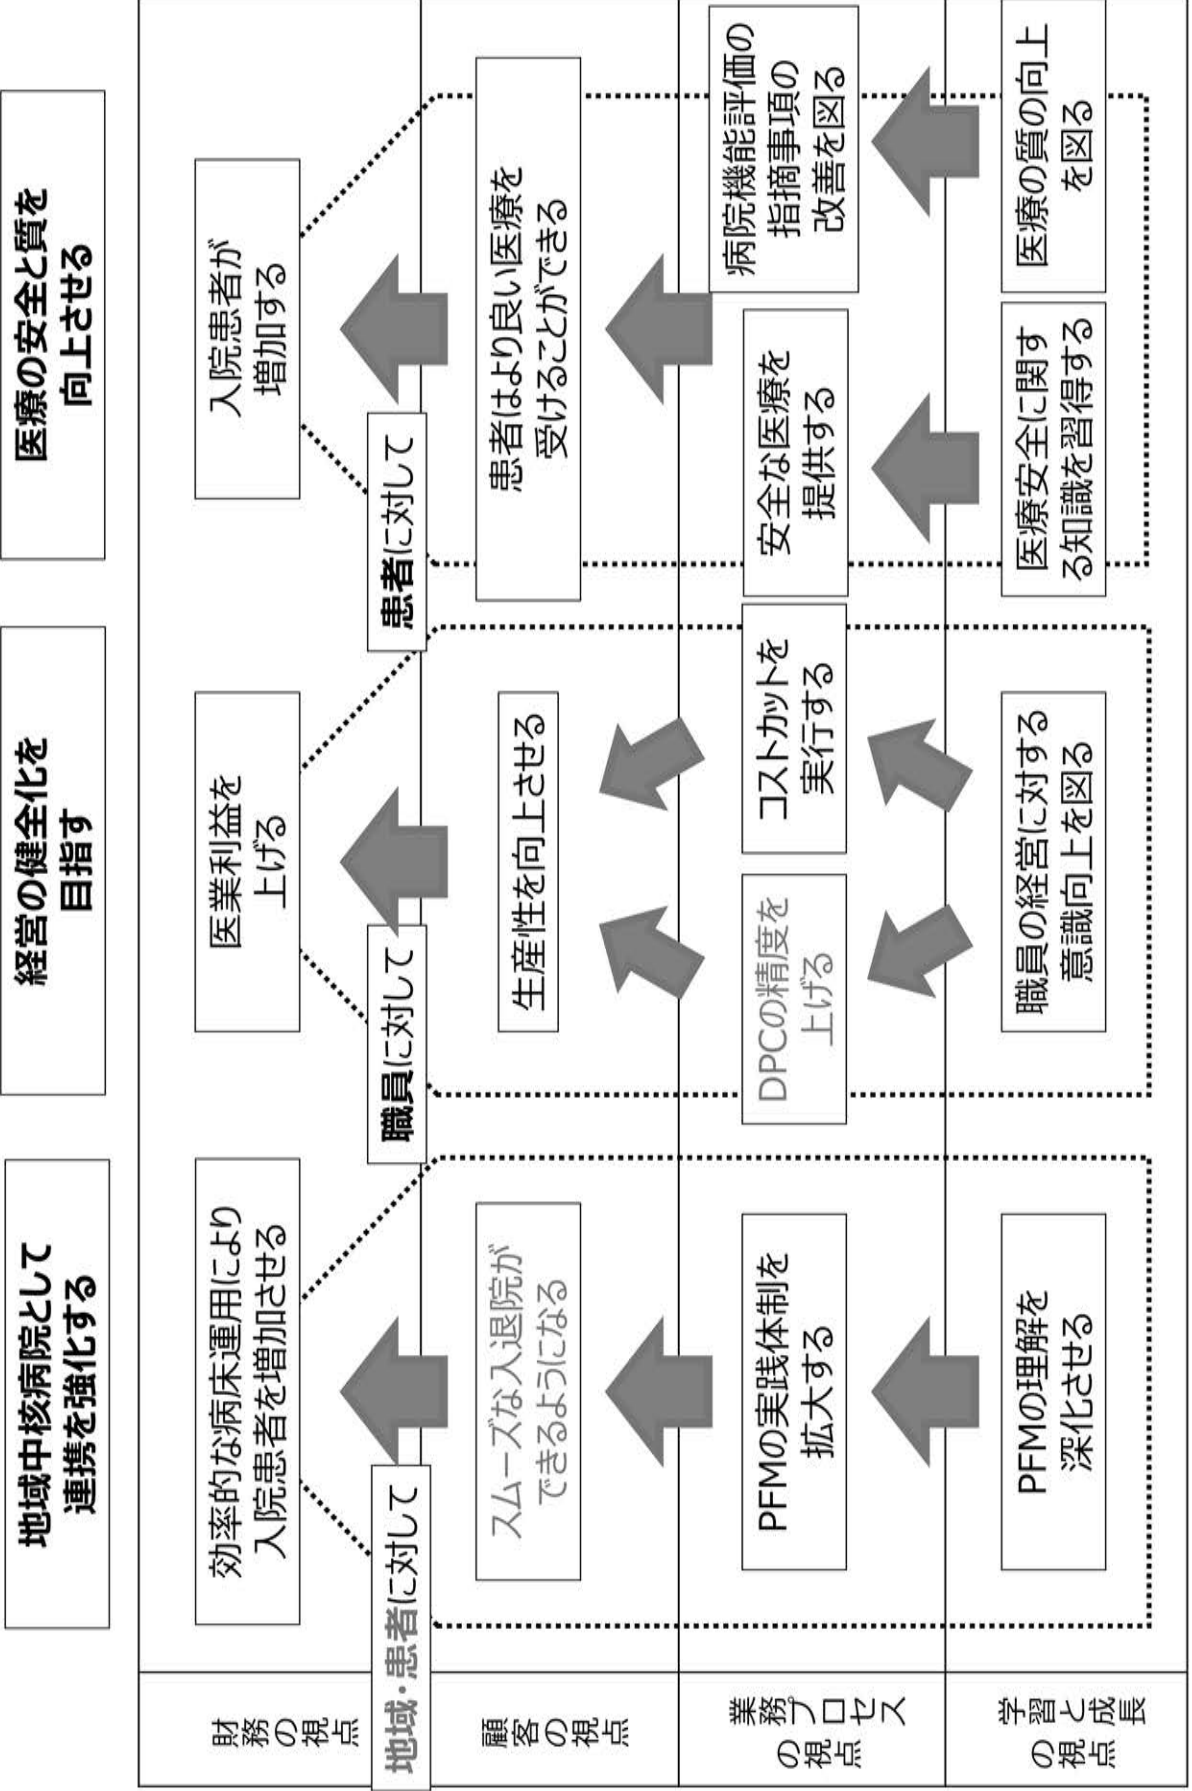 地域中核病院として
連携を強化する
経営の健全化を
目指す
医療の安全と質を
向上させる
財務の視点
効率的な病床運用により
入院患者を増加させる
医業利益を
上げる
入院患者が
増加する
地域・患者に対して
職員に対して
患者に対して
顧客の視点
スムーズな入退院が
できるようになる
生産性を向上させる
患者はより良い医療を
受けることができる
業務プロセス
の視点
PFMの実践体制を
拡大する
DPCの精度を
上げる
コストカットを
実行する
安全な医療を
提供する
病院機能評価の
指摘事項の
改善を図る
学習と成長
の視点
PFMの理解を
深化させる
職員の経営に対する
意識向上を図る
医療安全に関す
る知識を習得する
医療の質の向上
を図る